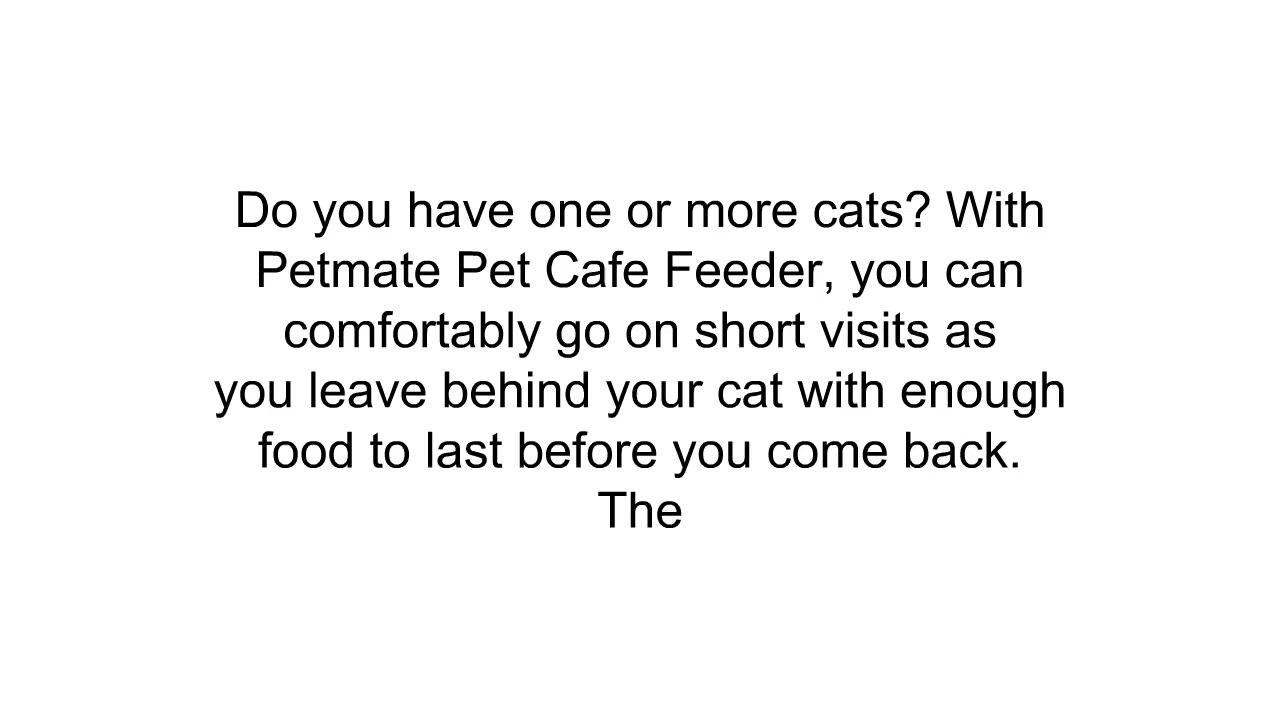 Do you have one or more cats? With
Petmate Pet Cafe Feeder, you can
comfortably go on short visits as
you leave behind your cat with enough
food to last before you come back.
The